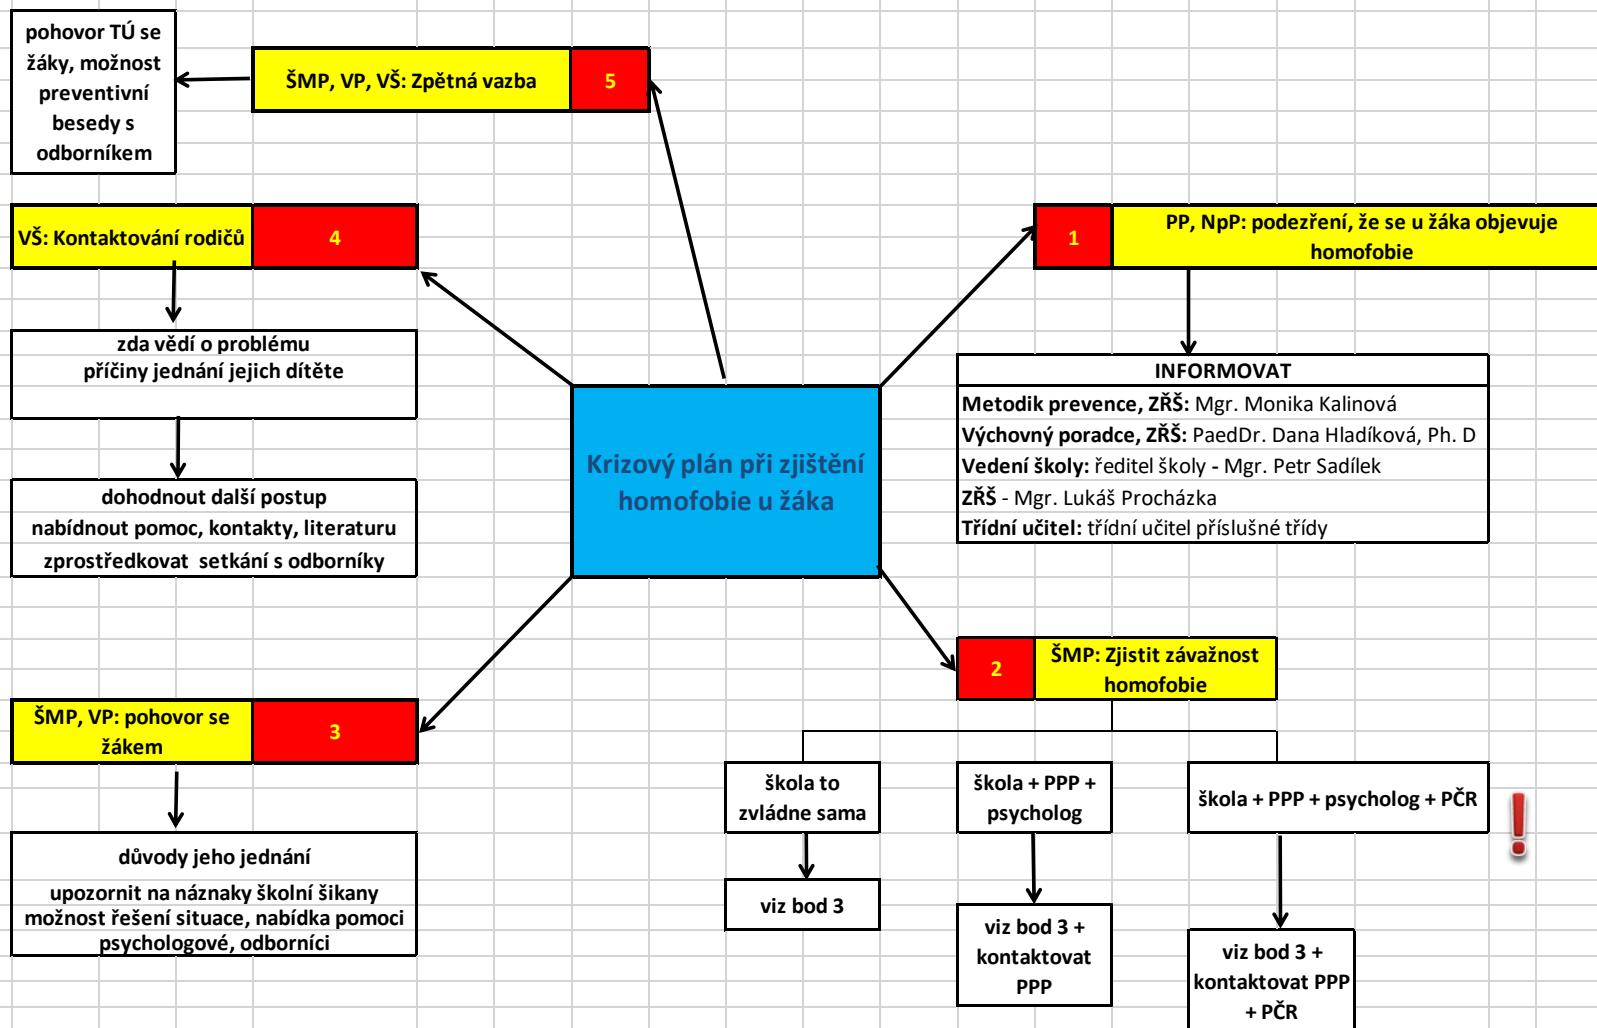 pohovor TÚ se
žáky, možnost
preventivní
besedy s
odborníkem
ŠMP, VP, VŠ: Zpětná vazba
5
VŠ: Kontaktování rodičů
4
zda vědí o problému
příčiny jednání jejich dítěte
dohodnout další postup
nabídnout pomoc, kontakty, literaturu
zprostředkovat setkání s odborníky
1
PP, NpP: podezření, že se u žáka objevuje
homofobie
INFORMOVAT
Metodik prevence, ZŘŠ: Mgr. Monika Kalinová
Výchovný poradce, ZŘŠ: PaedDr. Dana Hladíková, Ph. D
Vedení školy: ředitel školy - Mgr. Petr Sadílek
ZŘŠ - Mgr. Lukáš Procházka
Třídní učitel: třídní učitel příslušné třídy
Krizový plán při zjištění
homofobie u žáka
2
ŠMP: Zjistit závažnost
homofobie
ŠMP, VP: pohovor se
žákem
3
důvody jeho jednání
upozornit na náznaky školní šikany
možnost řešení situace, nabídka pomoci
psychologové, odborníci
škola to
zvládne sama
viz bod 3
škola + PPP +
psycholog
viz bod 3 +
kontaktovat
PPP
škola + PPP + psycholog + PČR
viz bod 3 +
kontaktovat PPP
+ PČR